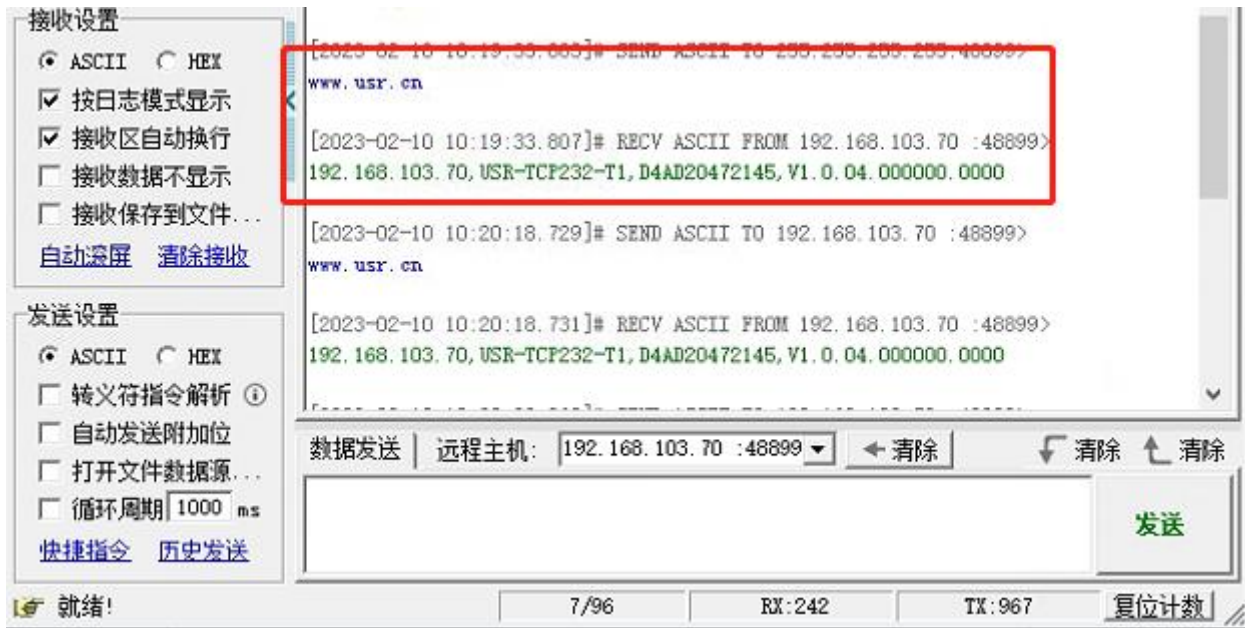 接收设置
ASCII HEX
按日志模式显示
接收区自动换行
接收数据不显示
接收保存到文件...
自动滚屏 清除接收
发送设置
ASCII HEX
转义符指令解析
自动发送附加位
打开文件数据源...
循环周期 1000 ms
快捷指令 历史发送
SEND ASCII TO 255.255.255.255:48899>
www.usr.cn
[2023-02-10 10:19:33.807]# RECV ASCII FROM 192.168.103.70 :48899>
192.168.103.70,USR-TCP232-T1,D4AD20472145,V1.0.04.000000.0000
[2023-02-10 10:20:18.729]# SEND ASCII TO 192.168.103.70 :48899>
www.usr.cn
[2023-02-10 10:20:18.731]# RECV ASCII FROM 192.168.103.70 :48899>
192.168.103.70,USR-TCP232-T1,D4AD20472145,V1.0.04.000000.0000
数据发送 远程主机: 192.168.103.70 :48899 清除 清除 清除
发送
就绪! 7/96 RX:242 TX:967 复位计数